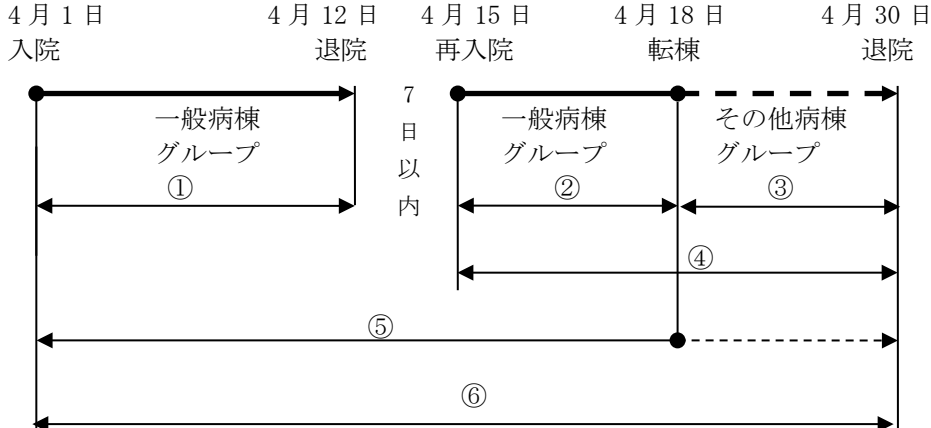 4月1日 4月12日 4月15日 4月18日 4月30日
入院 退院 再入院 転棟 退院
7日以内
一般病棟 一般病棟 その他病棟
グループ グループ グループ
① ② ③
④
⑤
⑥